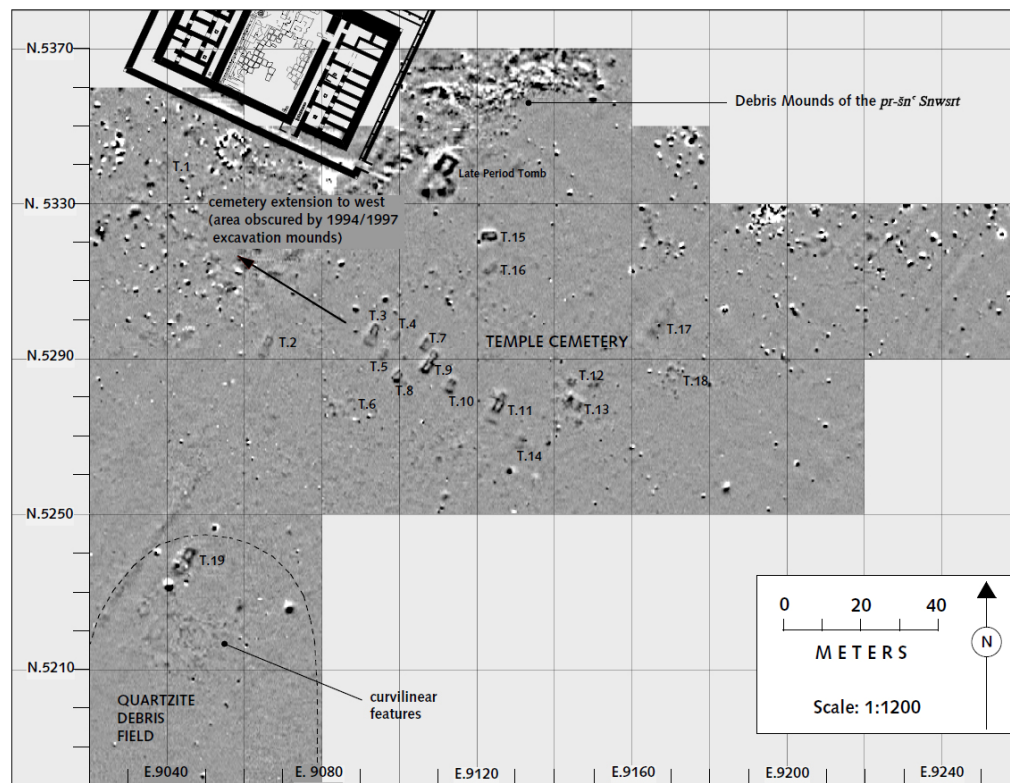 N.5370
Debris Mounds of the pr-šnꜥ Snwsrt
T.1
Late Period Tomb
N. 5330
cemetery extension to west
(area obscured by 1994/1997
excavation mounds)
T.15
T.16
T.3
T.4
T.17
T.2
T.7
TEMPLE CEMETERY
N.5290
T.5
T.9
T.8
T.12
T.18
T.6
T.10
T.11
T.13
T.14
N.5250
T.19
0 20 40
METERS
N
N.5210
Scale: 1:1200
QUARTZITE
DEBRIS
FIELD
curvilinear
features
E.9040
E. 9080
E.9120
E.9160
E.9200
E.9240